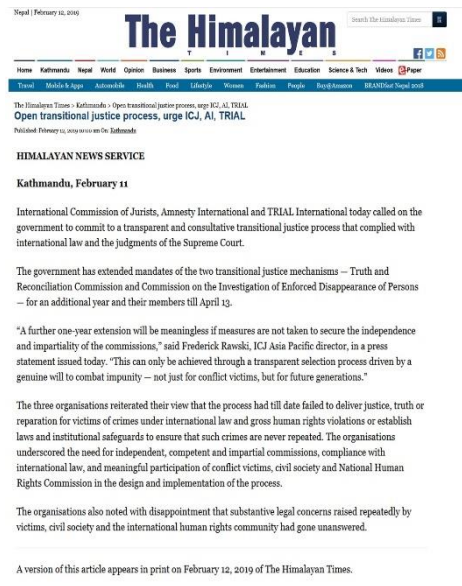 Nepal | February 12, 2019
The Himalayan
T I M E S
Search The Himalayan Times
Home Kathmandu Nepal World Opinion Business Sports Environment Entertainment Education Science & Tech Videos e Paper
Travel Mobile & Apps Automobile Health Food Lifestyle Women Fashion People Buy@Amazon BRANDfast Nepal 2018
The Himalayan Times > Kathmandu > Open transitional justice process, urge ICJ, AI, TRIAL
Open transitional justice process, urge ICJ, AI, TRIAL
Published: February 12, 2019 10:10 am On: Kathmandu
HIMALAYAN NEWS SERVICE
Kathmandu, February 11
International Commission of Jurists, Amnesty International and TRIAL International today called on the
government to commit to a transparent and consultative transitional justice process that complied with
international law and the judgments of the Supreme Court.
The government has extended mandates of the two transitional justice mechanisms — Truth and
Reconciliation Commission and Commission on the Investigation of Enforced Disappearance of Persons
— for an additional year and their members till April 13.
“A further one-year extension will be meaningless if measures are not taken to secure the independence
and impartiality of the commissions,” said Frederick Rawski, ICJ Asia Pacific director, in a press
statement issued today. “This can only be achieved through a transparent selection process driven by a
genuine will to combat impunity — not just for conflict victims, but for future generations.”
The three organisations reiterated their view that the process had till date failed to deliver justice, truth or
reparation for victims of crimes under international law and gross human rights violations or establish
laws and institutional safeguards to ensure that such crimes are never repeated. The organisations
underscored the need for independent, competent and impartial commissions, compliance with
international law, and meaningful participation of conflict victims, civil society and National Human
Rights Commission in the design and implementation of the process.
The organisations also noted with disappointment that substantive legal concerns raised repeatedly by
victims, civil society and the international human rights community had gone unanswered.
A version of this article appears in print on February 12, 2019 of The Himalayan Times.